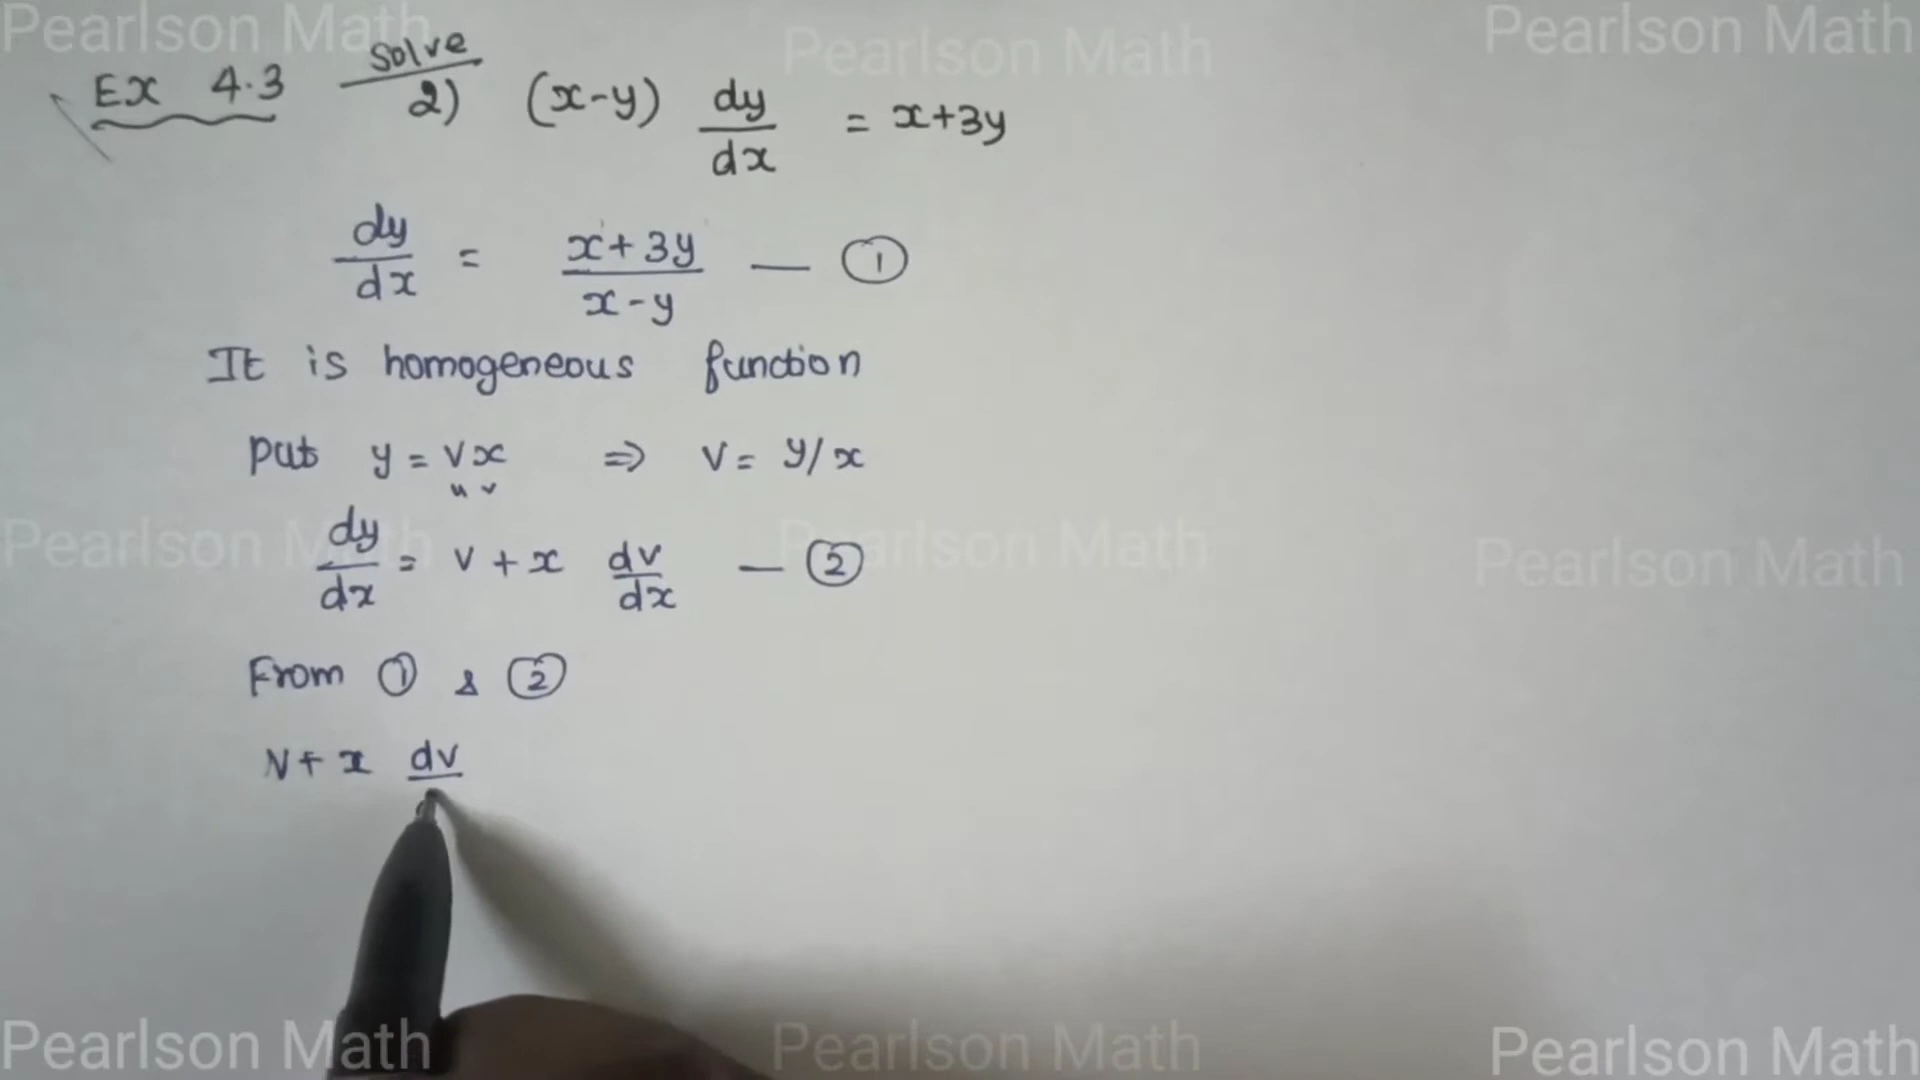 Pearlson Math Pearlson Math Pearlson Math
Ex 4.3 Solve 2) (x-y) dy/dx = x+3y
dy/dx = x+3y/x-y — ①
It is homogeneous function
put y = vx ⇒ v = y/x
u v
Pearlson Math Pearlson Math Pearlson Math
dy/dx = v + x dv/dx — ②
From ① & ②
v + x dv
Pearlson Math Pearlson Math Pearlson Math